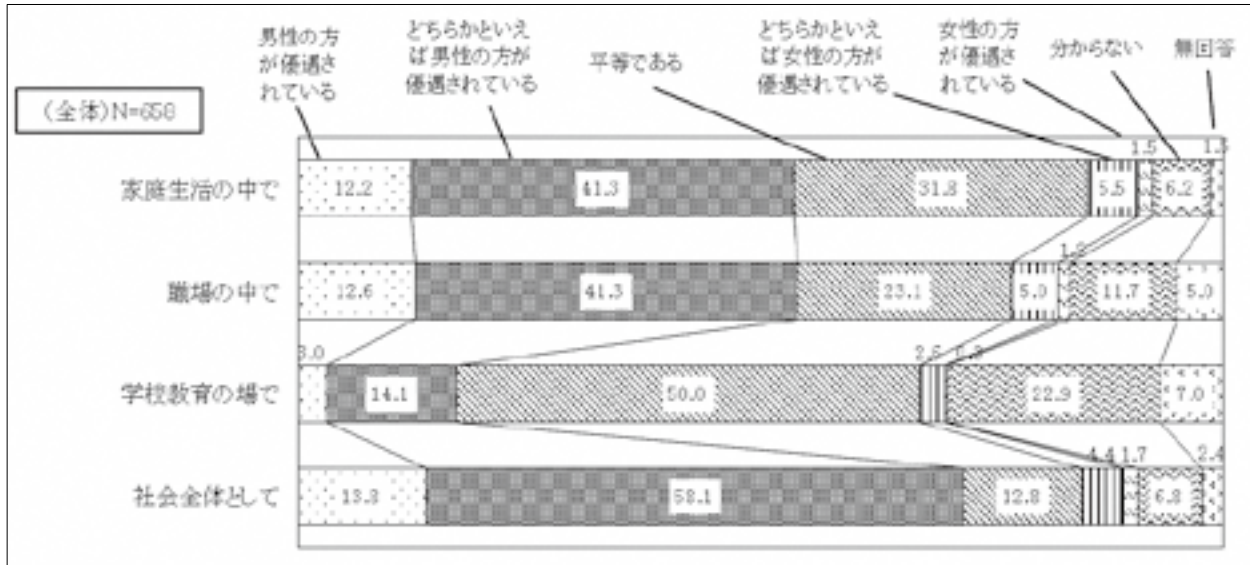 男性の方
が優遇さ
れている
どちらかといえ
ば男性の方が
優遇されている
平等である
どちらかといえ
ば女性の方が
優遇されている
女性の方
が優遇さ
れている
分からない
無回答
(全体)N=658
家庭生活の中で
12.2 41.3 31.8 5.5 1.5 6.2 1.5
職場の中で
12.6 41.3 23.1 5.0 1.2 11.7 5.0
学校教育の場で
3.0 14.1 50.0 2.6 0.3 22.9 7.0
社会全体として
13.8 58.1 12.8 4.4 1.7 6.8 2.4